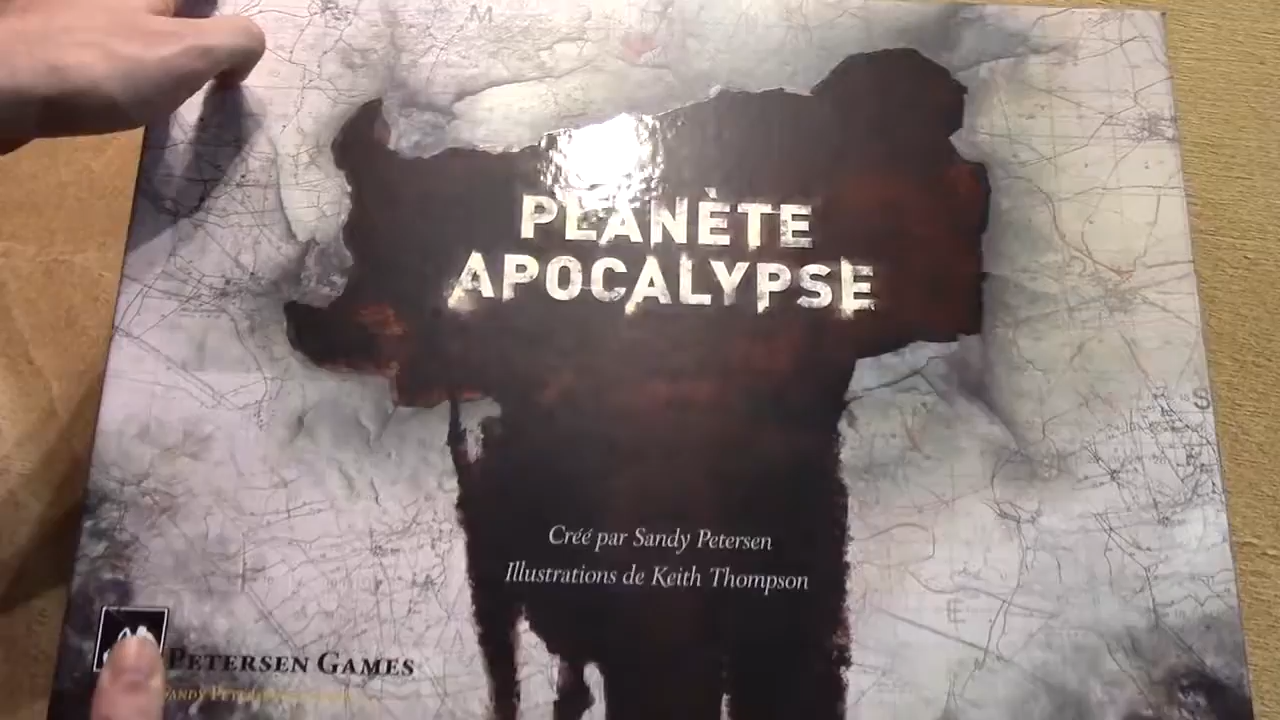 PLANÈTE
APOCALYPSE
Créé par Sandy Petersen
Illustrations de Keith Thompson
PETERSEN GAMES